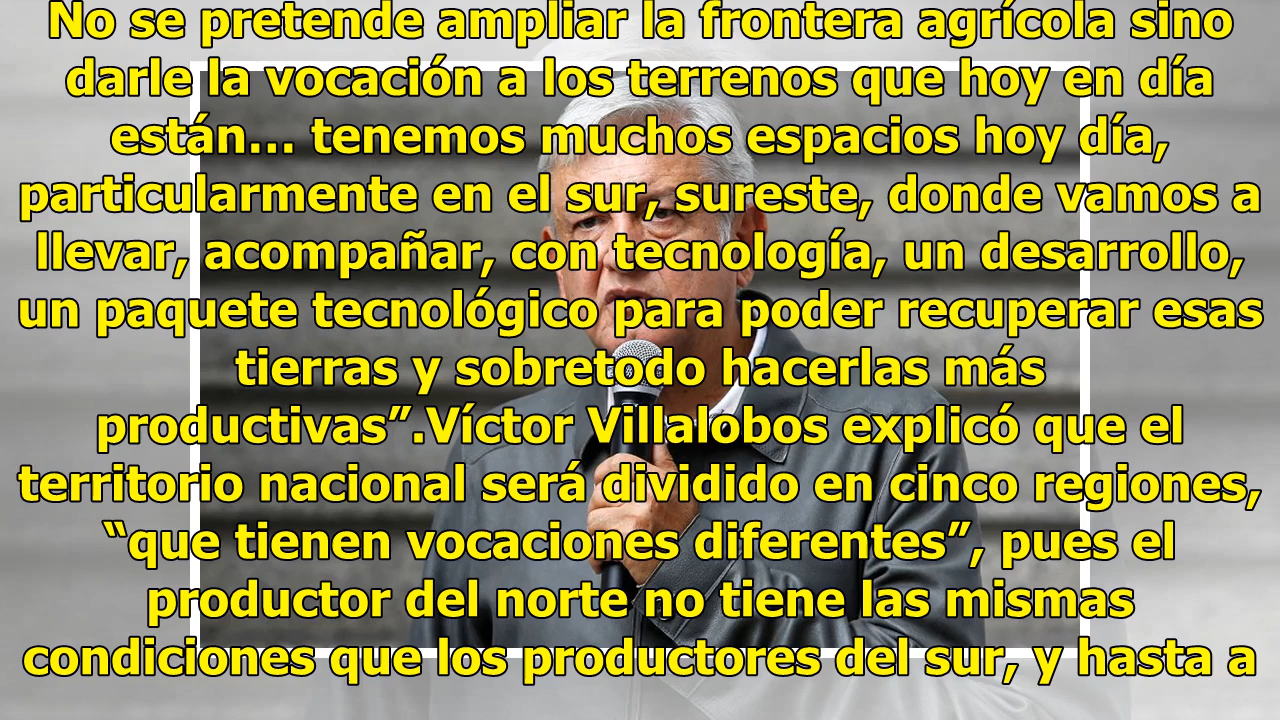 No se pretende ampliar la frontera agrícola sino
darle la vocación a los terrenos que hoy en día
están... tenemos muchos espacios hoy día,
particularmente en el sur, sureste, donde vamos a
llevar, acompañar, con tecnología, un desarrollo,
un paquete tecnológico para poder recuperar esas
tierras y sobretodo hacerlas más
productivas”.Víctor Villalobos explicó que el
territorio nacional será dividido en cinco regiones,
“que tienen vocaciones diferentes”, pues el
productor del norte no tiene las mismas
condiciones que los productores del sur, y hasta a